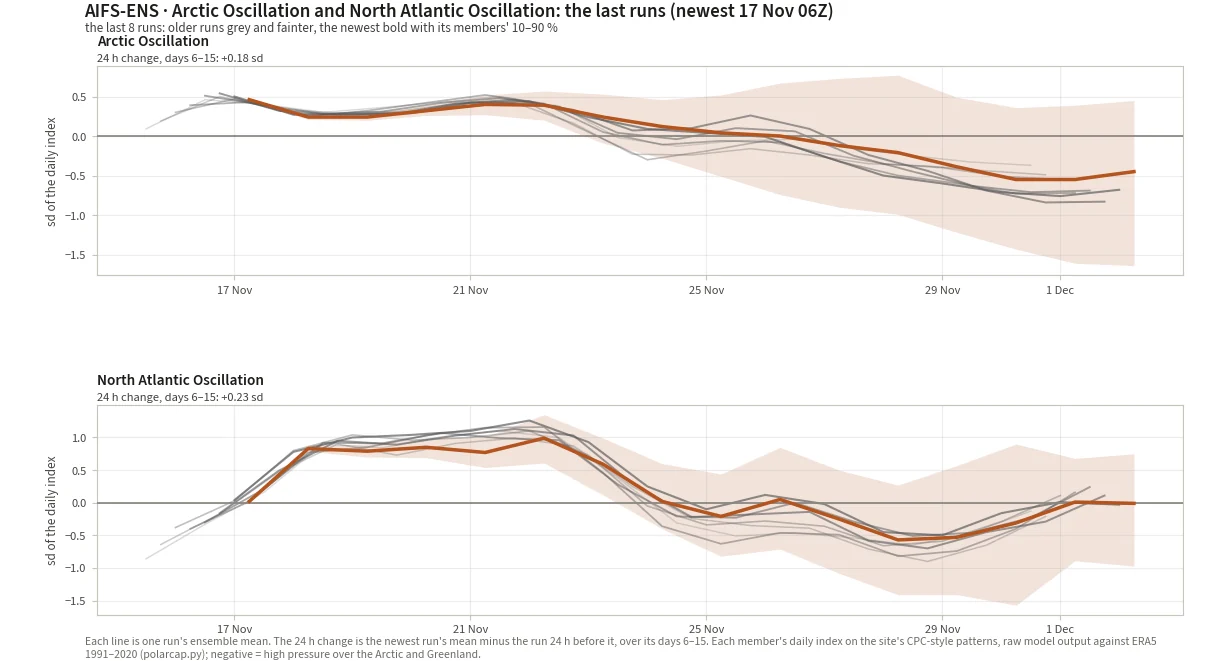 AIFS-ENS · Arctic Oscillation and North Atlantic Oscillation: the last runs (newest 17 Nov 06Z)
the last 8 runs: older runs grey and fainter, the newest bold with its members' 10–90 %
Arctic Oscillation
24 h change, days 6–15: +0.18 sd
sd of the daily index
0.5
0.0
−0.5
−1.0
−1.5
17 Nov
21 Nov
25 Nov
29 Nov
1 Dec
North Atlantic Oscillation
24 h change, days 6–15: +0.23 sd
sd of the daily index
1.0
0.5
0.0
−0.5
−1.0
−1.5
17 Nov
21 Nov
25 Nov
29 Nov
1 Dec
Each line is one run's ensemble mean. The 24 h change is the newest run's mean minus the run 24 h before it, over its days 6–15. Each member's daily index on the site's CPC-style patterns, raw model output against ERA5
1991–2020 (polarcap.py); negative = high pressure over the Arctic and Greenland.